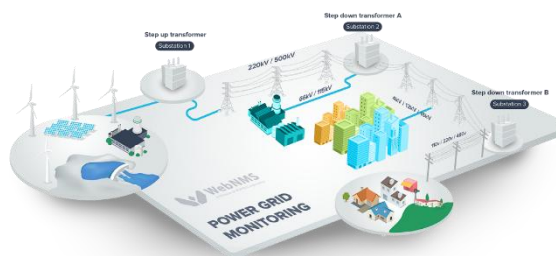 Step down transformer A
Substation 2
Step up transformer
Substation 1
220kV / 500kV
66kV / 115kV
Step down transformer B
Substation 3
WebNMS
POWER GRID
MONITORING